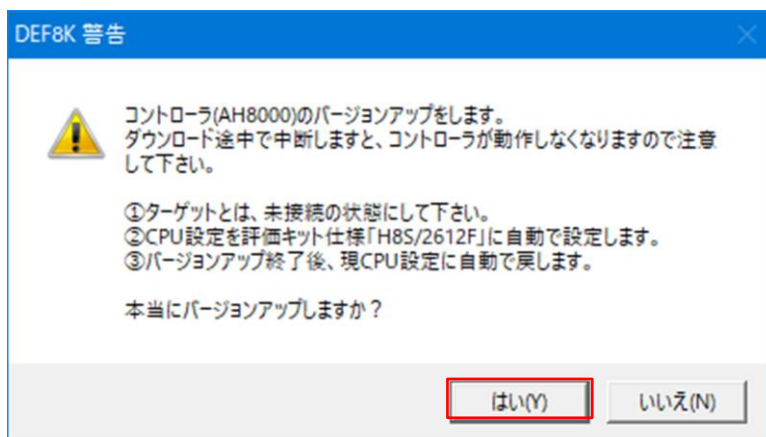 DEF8K 警告
コントローラ(AH8000)のバージョンアップをします。
ダウンロード途中で中断しますと、コントローラが動作しなくなりますので注意
して下さい。
①ターゲットとは、未接続の状態にして下さい。
②CPU設定を評価キット仕様「H8S/2612F」に自動で設定します。
③バージョンアップ終了後、現CPU設定に自動で戻します。
本当にバージョンアップしますか？
はい(Y)
いいえ(N)